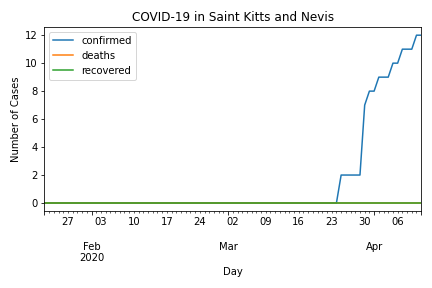 COVID-19 in Saint Kitts and Nevis
confirmed
deaths
recovered
Number of Cases
12
10
8
6
4
2
0
27 03 10 17 24 02 09 16 23 30 06
Feb Mar Apr
2020
Day